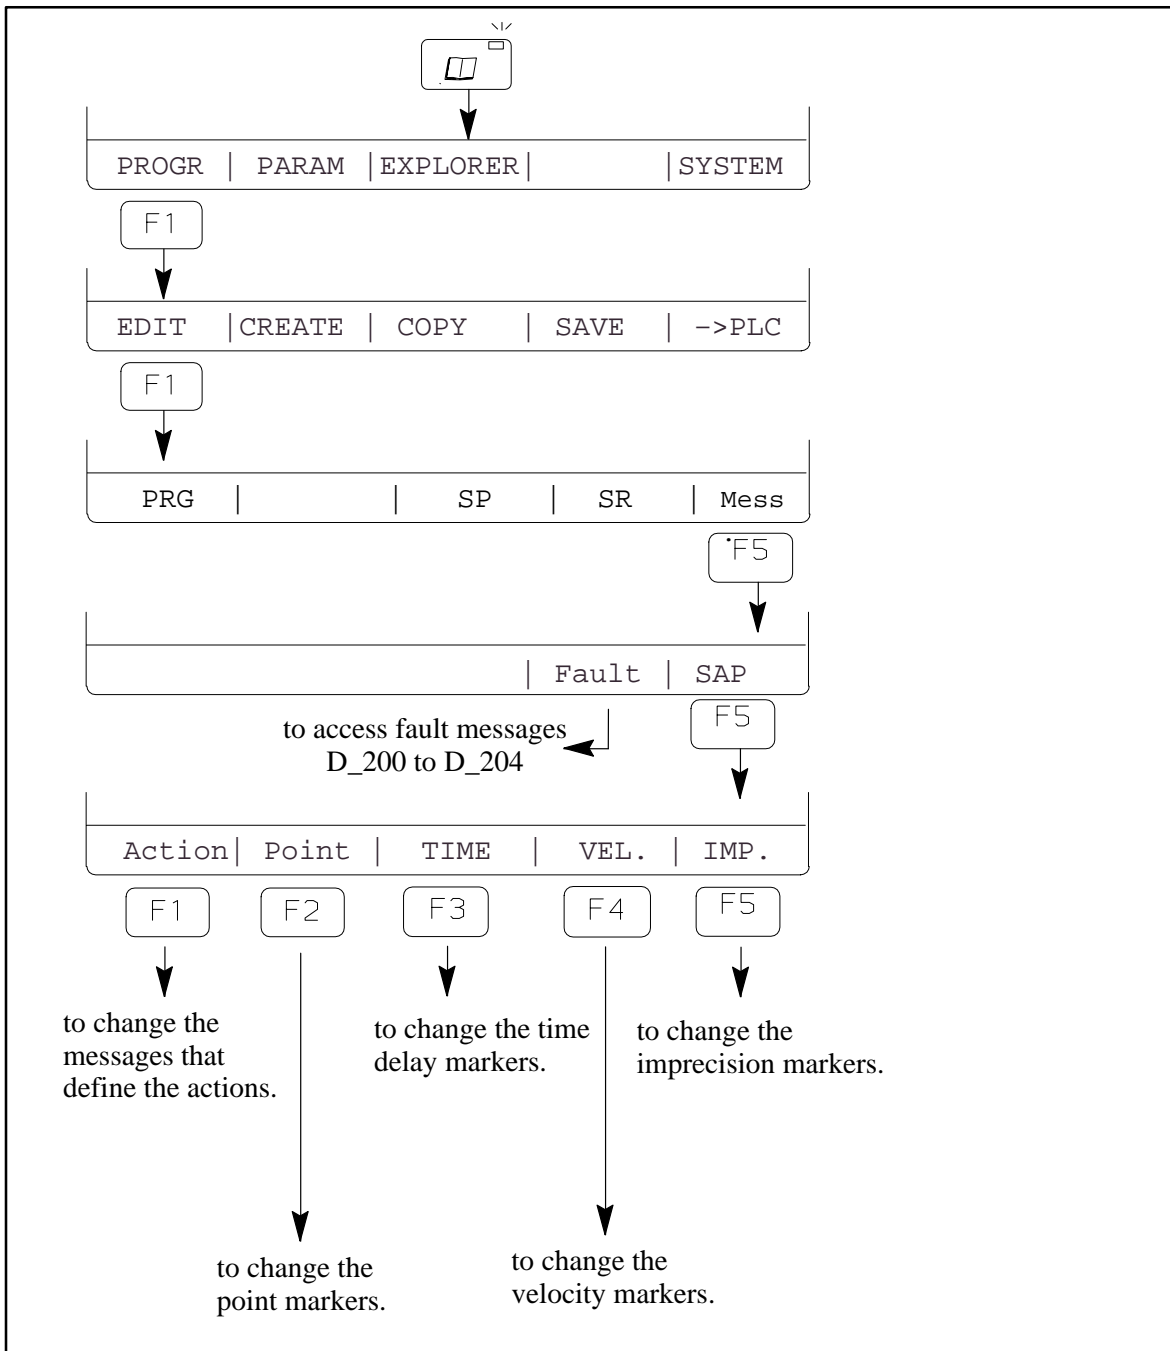 PROGR | PARAM |EXPLORER| |SYSTEM
F1
EDIT |CREATE | COPY | SAVE | –>PLC
F1
PRG | | SP | SR | Mess
F5
| Fault | SAP
F5
to access fault messages
D_200 to D_204
Action| Point | TIME | VEL. | IMP.
F1 F2 F3 F4 F5
to change the
messages that
define the actions.
to change the time
delay markers.
to change the
imprecision markers.
to change the
point markers.
to change the
velocity markers.